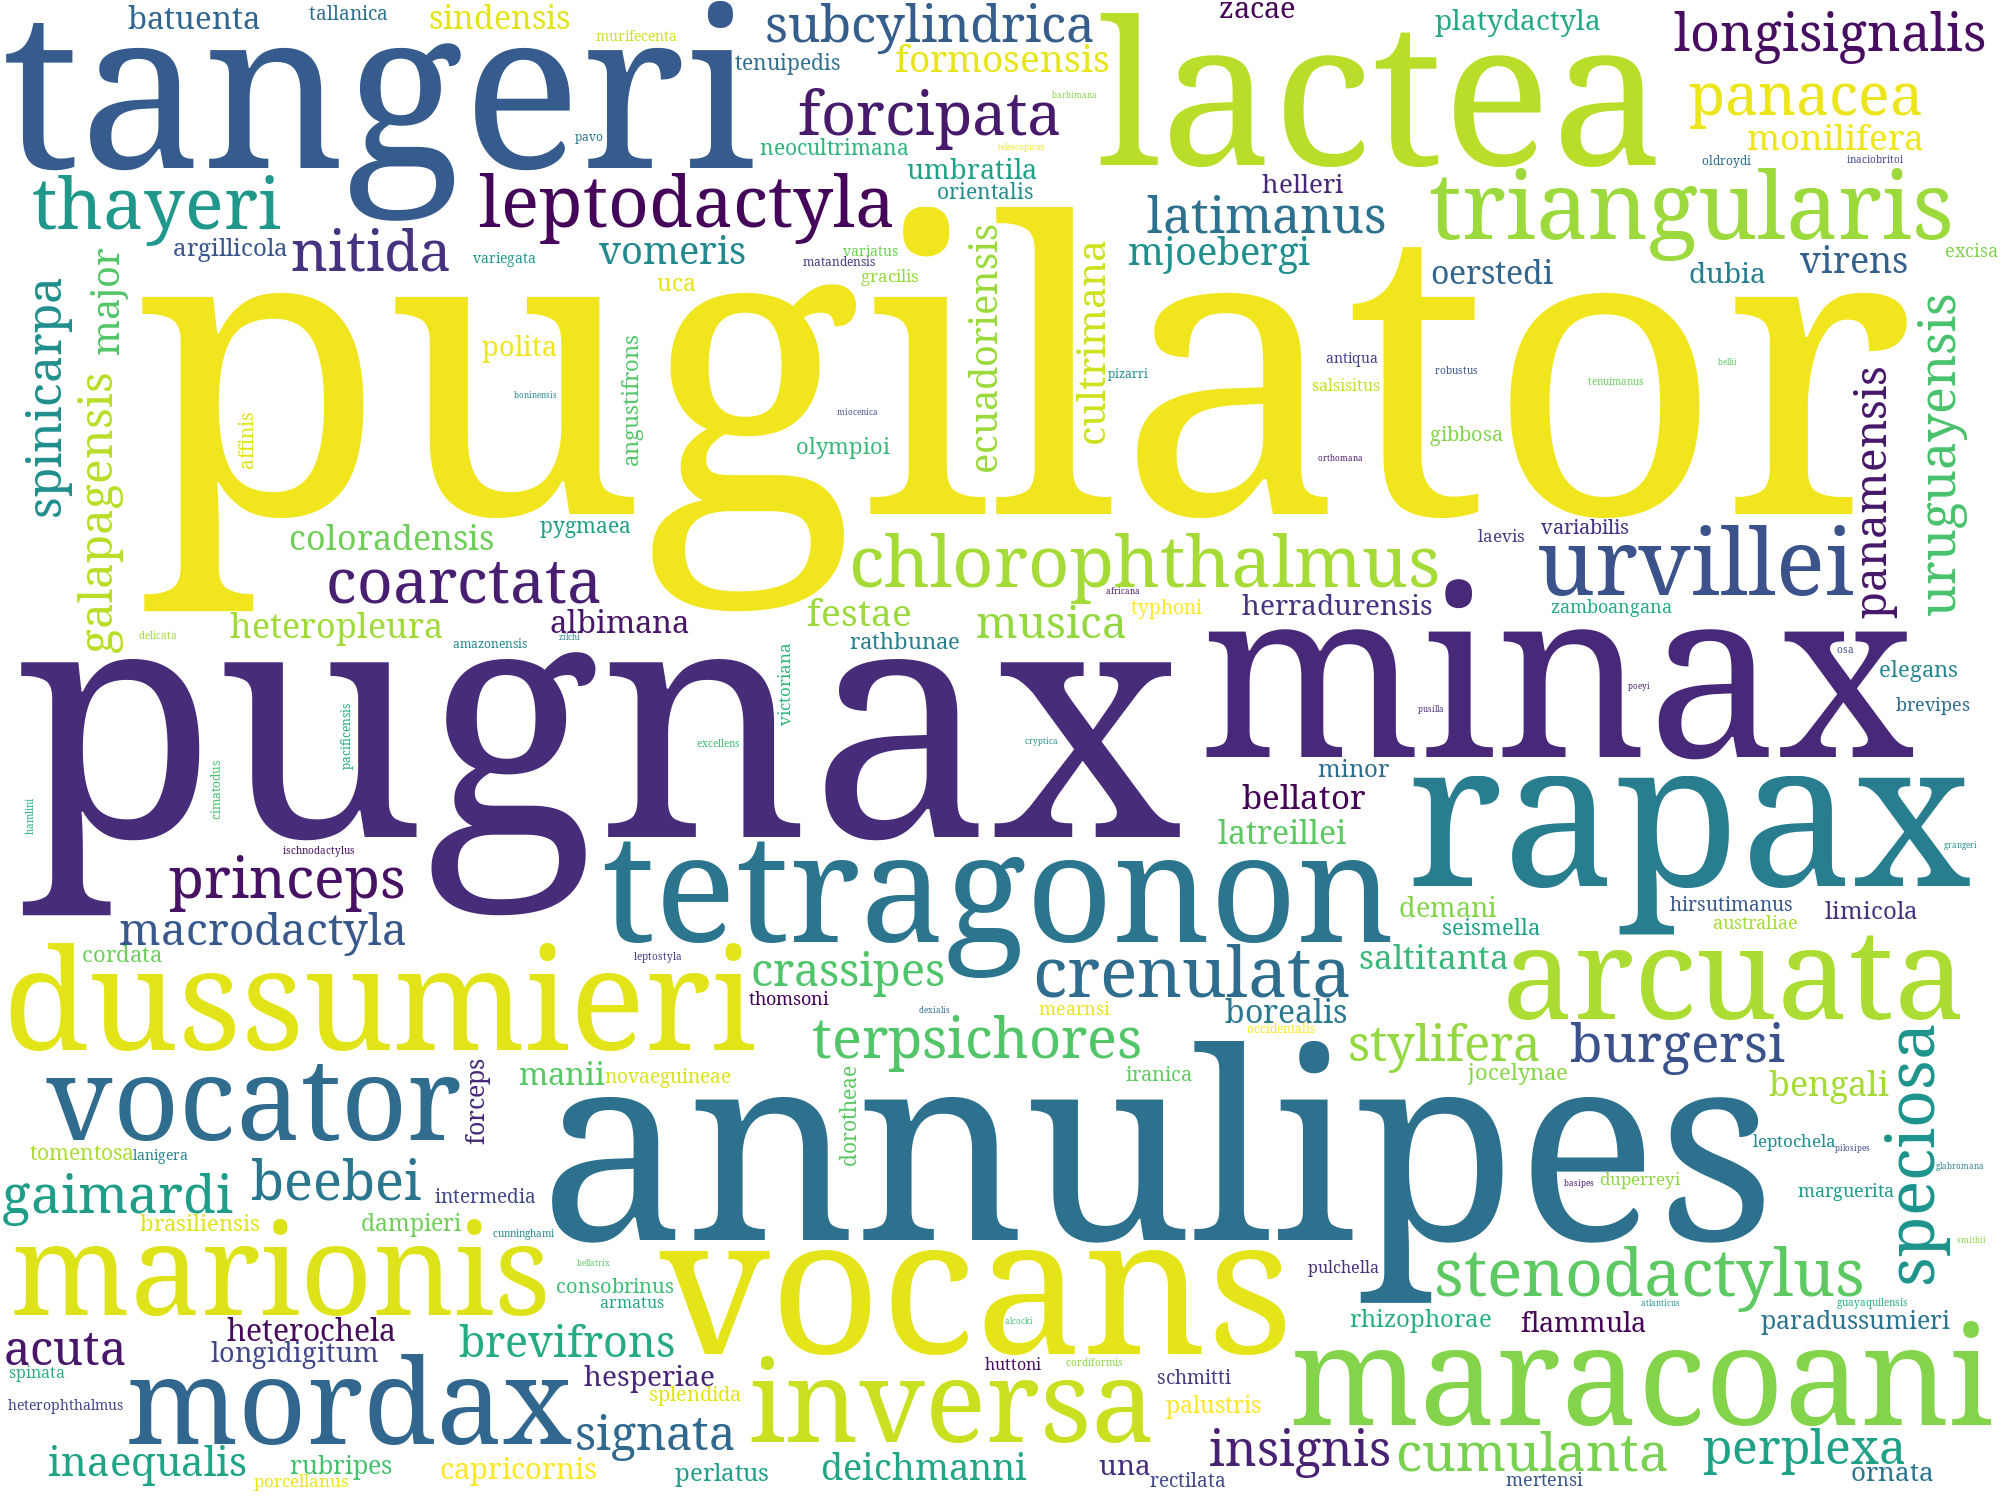 batuenta
tallanica
sindensis
murifecenta
subcylindrica
zacae
platydactyla
longisignalis
tangeri
tenuipedis
formosensis
lactea
panacea
pavo
forcipata
barbimana
monilifera
neocultrimana
telescopicus
oldroydi
inaciobritoi
thayeri
leptodactyla
umbratila
orientalis
helleri
latimanus
triangularis
argillicola
nitida
variegata
vomeris
variatus
matandensis
gracilis
mjoebergi
oerstedi
dubia
virens
excisa
uca
major
spinicarpa
galapagensis
pugilator
polita
angustifrons
boninensis
affinis
miocenica
olympioi
ecuadoriensis
cultrimana
pizarri
antiqua
salsisitus
robustus
gibbosa
orthomana
tenuimanus
bellii
panamensis
uruguayensis
coloradensis
pygmaea
chlorophthalmus
laevis
variabilis
urvillei
coarctata
africana
typhoni
herradurensis
zamboangana
delicata
heteropleura
albimana
festae
musica
amazonensis
zilchi
rathbunae
pugnax
minax
osa
elegans
brevipes
victoriana
excellens
cryptica
pusilla
poeyi
pacificensis
cimatodus
hamlini
minor
bellator
rapax
latreillei
grangeri
ischnodactylus
princeps
tetragonon
macrodactyla
demani
seismella
hirsutimanus
australiae
limicola
cordata
dussumieri
leptostyla
crassipes
crenulata
saltitanta
arcuata
thomsoni
dexialis
mearnsi
borealis
occidentalis
terpsichores
stylifera
burgersi
speciosa
vocator
forceps
manii
novaeguineae
dorotheae
iranica
jocelynae
bengali
annulipes
tomentosa
lanigera
leptochela
pilosipes
glabromana
gaimardi
beebei
intermedia
basipes
duperreyi
marguerita
brasiliensis
dampieri
cunninghami
smithii
marionis
bellatrix
vocans
pulchella
stenodactylus
consobrinus
armatus
atlanticus
guayaquilensis
alcocki
rhizophorae
flammula
paradussumieri
acuta
heterochela
longidigitum
brevifrons
maracoani
spinata
mordax
hesperiae
splendida
inversa
huttoni
cordiformis
schmitti
heterophthalmus
signata
palustris
inaequalis
rubripes
porcellanus
capricornis
perlatus
deichmanni
una
rectilata
insignis
cumulanta
mertensi
perplexa
ornata